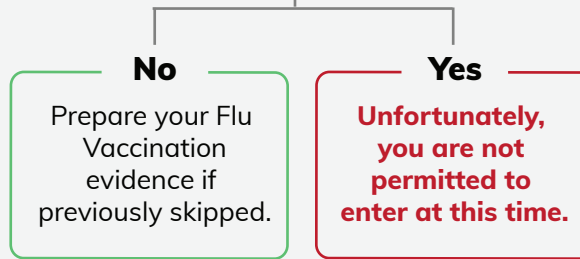 No
Prepare your Flu
Vaccination
evidence if
previously skipped.
Yes
Unfortunately,
you are not
permitted to
enter at this time.